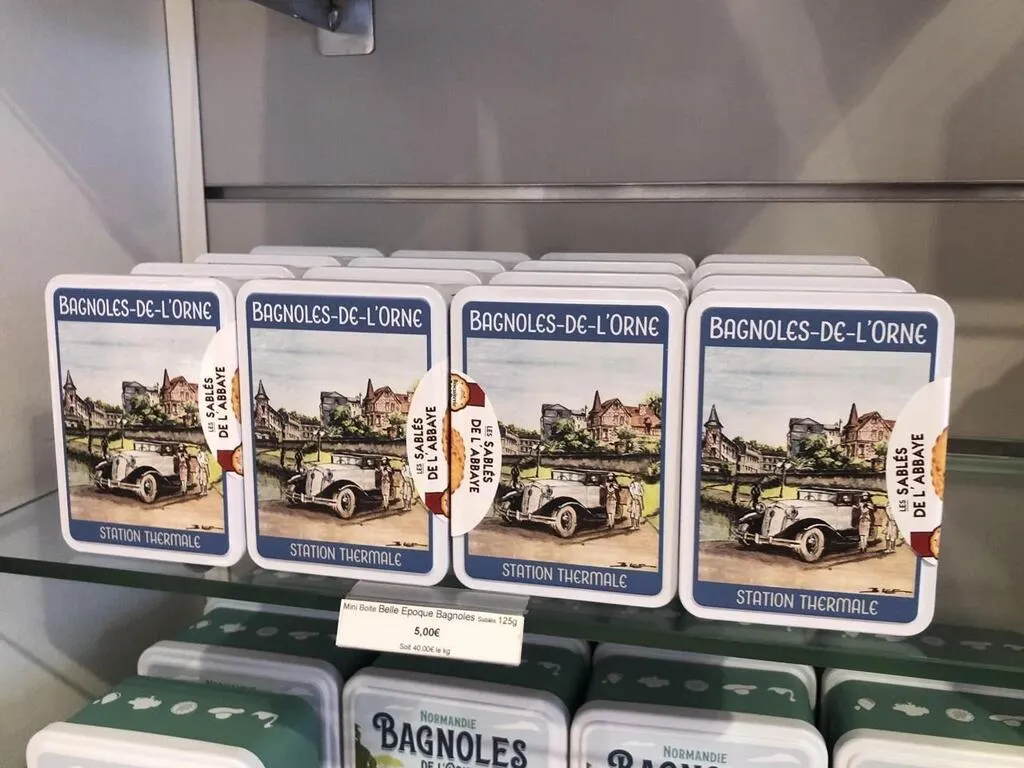 BAGNOLES-DE-L'ORNE
LES SABLÉS
DE L'ABBAYE
STATION THERMALE
BAGNOLES-DE-L'ORNE
LES SABLÉS
DE L'ABBAYE
STATION THERMALE
BAGNOLES-DE-L'ORNE
LES SABLÉS
DE L'ABBAYE
STATION THERMALE
BAGNOLES-DE-L'ORNE
LES SABLÉS
DE L'ABBAYE
STATION THERMALE
Mini Boite Belle Epoque Bagnoles Sablés 125g
5,00€
Soit 40.00€ le kg
NORMANDIE
BAGNOLES
NORMANDIE